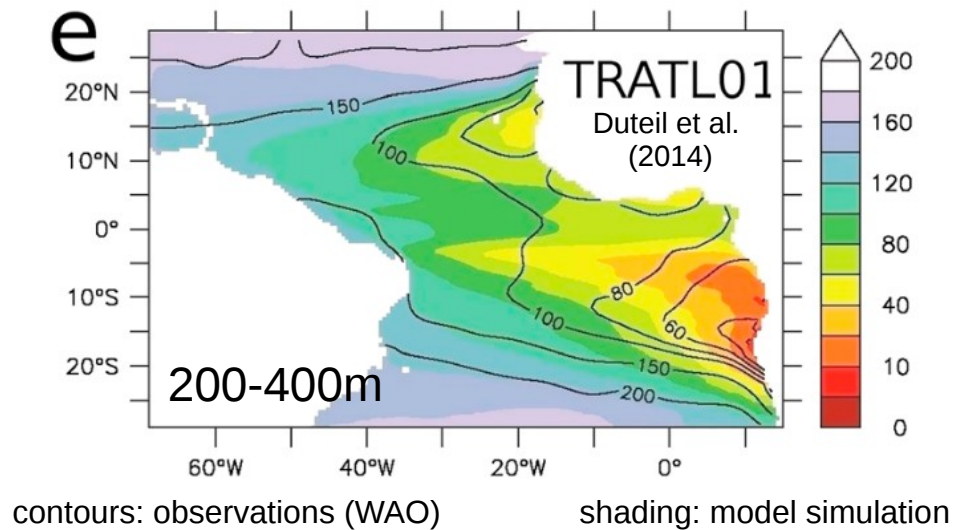 e
TRATL01
Duteil et al.
(2014)
200
160
120
80
40
10
0
20°N
10°N
0°
10°S
20°S
150
100
80
60
100
150
200
200-400m
60°W
40°W
20°W
0°
contours: observations (WAO)
shading: model simulation